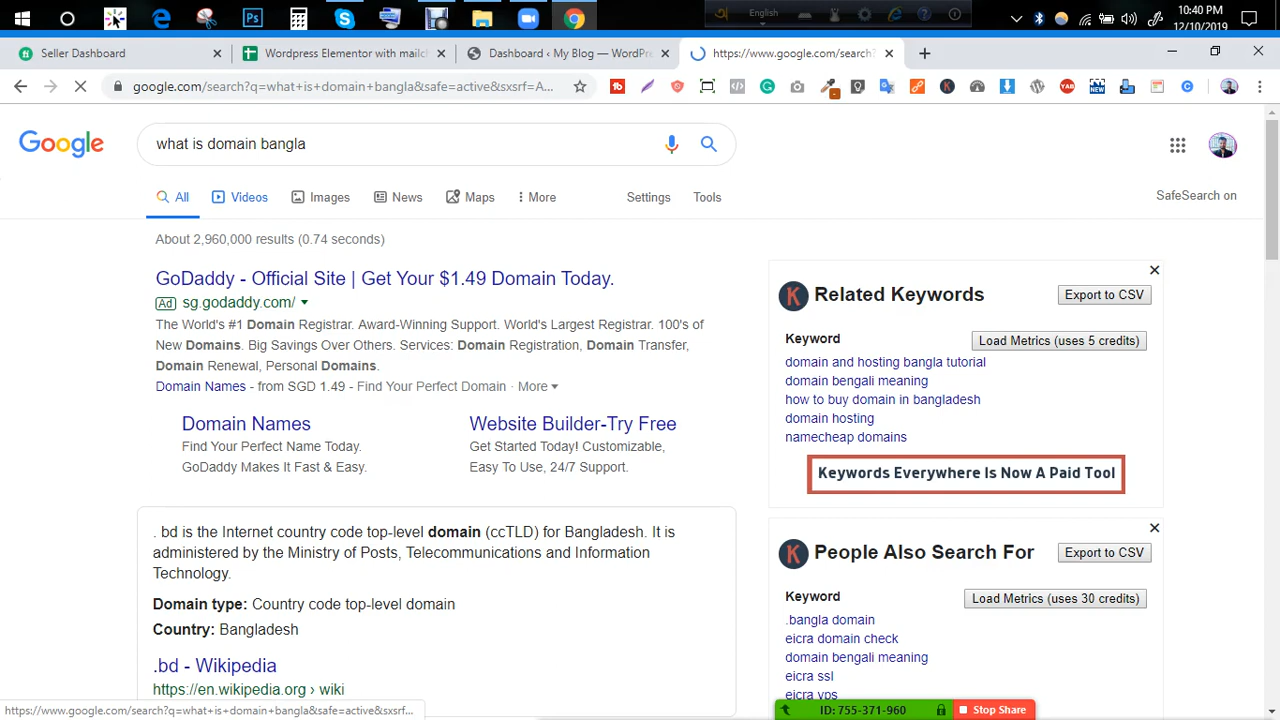 English
10:40 PM
12/10/2019
Seller Dashboard
Wordpress Elementor with mailch
Dashboard ‹ My Blog — WordPre
https://www.google.com/search?
google.com/search?q=what+is+domain+bangla&safe=active&sxsrf=A...
Google
what is domain bangla
All
Videos
Images
News
Maps
More
Settings
Tools
SafeSearch on
About 2,960,000 results (0.74 seconds)
GoDaddy - Official Site | Get Your $1.49 Domain Today.
Ad sg.godaddy.com/
The World's #1 Domain Registrar. Award-Winning Support. World's Largest Registrar. 100's of
New Domains. Big Savings Over Others. Services: Domain Registration, Domain Transfer,
Domain Renewal, Personal Domains.
Domain Names - from SGD 1.49 - Find Your Perfect Domain · More
Domain Names
Find Your Perfect Name Today.
GoDaddy Makes It Fast & Easy.
Website Builder-Try Free
Get Started Today! Customizable,
Easy To Use, 24/7 Support.
. bd is the Internet country code top-level domain (ccTLD) for Bangladesh. It is
administered by the Ministry of Posts, Telecommunications and Information
Technology.
Domain type: Country code top-level domain
Country: Bangladesh
.bd - Wikipedia
https://en.wikipedia.org › wiki
Related Keywords
Export to CSV
Keyword
Load Metrics (uses 5 credits)
domain and hosting bangla tutorial
domain bengali meaning
how to buy domain in bangladesh
domain hosting
namecheap domains
Keywords Everywhere Is Now A Paid Tool
People Also Search For
Export to CSV
Keyword
Load Metrics (uses 30 credits)
.bangla domain
eicra domain check
domain bengali meaning
eicra ssl
eicra vps
https://www.google.com/search?q=what+is+domain+bangla&safe=active&sxsrf...
ID: 755-371-960
Stop Share